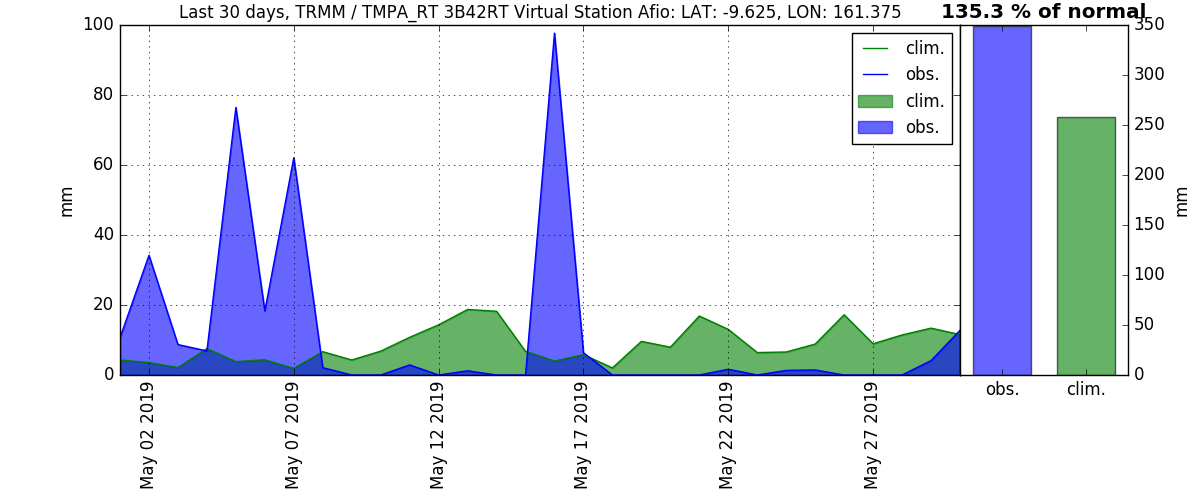 Last 30 days, TRMM / TMPA_RT 3B42RT Virtual Station Afio: LAT: -9.625, LON: 161.375
135.3 % of normal
100
80
60
40
20
0
mm
clim.
obs.
clim.
obs.
350
300
250
200
150
100
50
0
mm
May 02 2019
May 07 2019
May 12 2019
May 17 2019
May 22 2019
May 27 2019
obs.
clim.